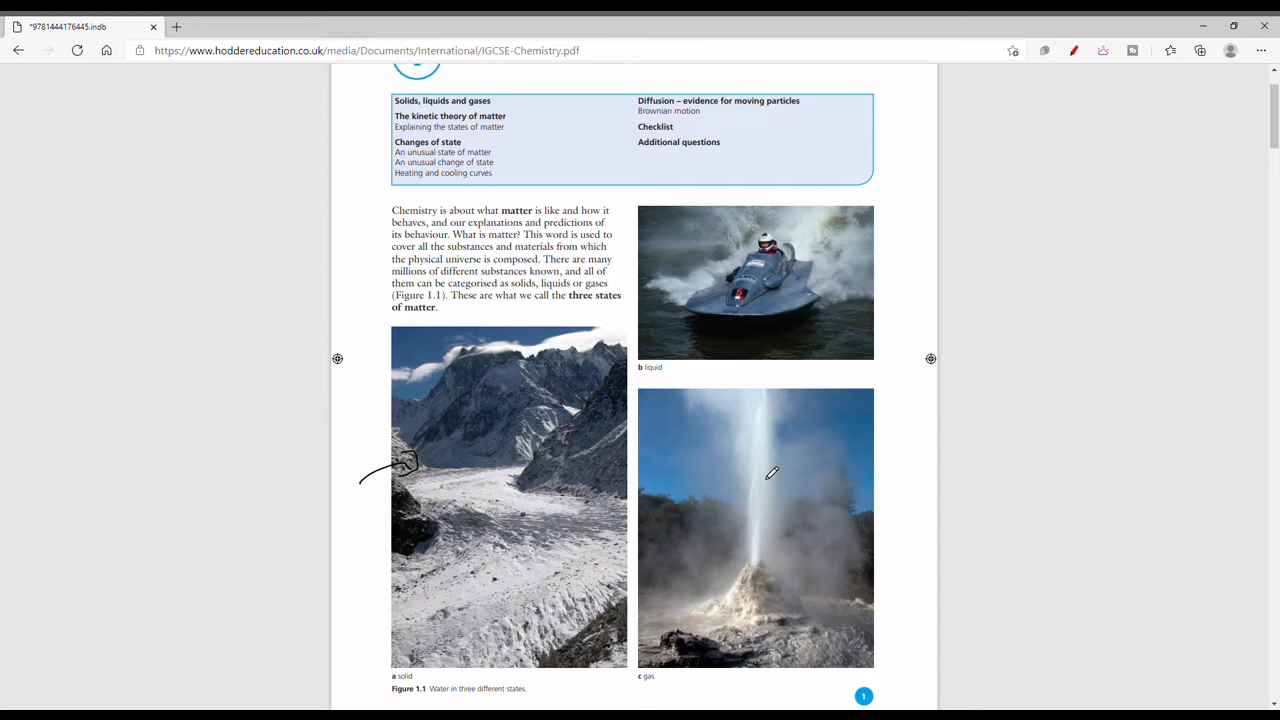 *9781444176445.indb
https://www.hoddereducation.co.uk/media/Documents/International/IGCSE-Chemistry.pdf
Solids, liquids and gases
The kinetic theory of matter
Explaining the states of matter
Changes of state
An unusual state of matter
An unusual change of state
Heating and cooling curves
Diffusion – evidence for moving particles
Brownian motion
Checklist
Additional questions
Chemistry is about what matter is like and how it
behaves, and our explanations and predictions of
its behaviour. What is matter? This word is used to
cover all the substances and materials from which
the physical universe is composed. There are many
millions of different substances known, and all of
them can be categorised as solids, liquids or gases
(Figure 1.1). These are what we call the three states
of matter.
b liquid
a solid
c gas
Figure 1.1 Water in three different states.
1